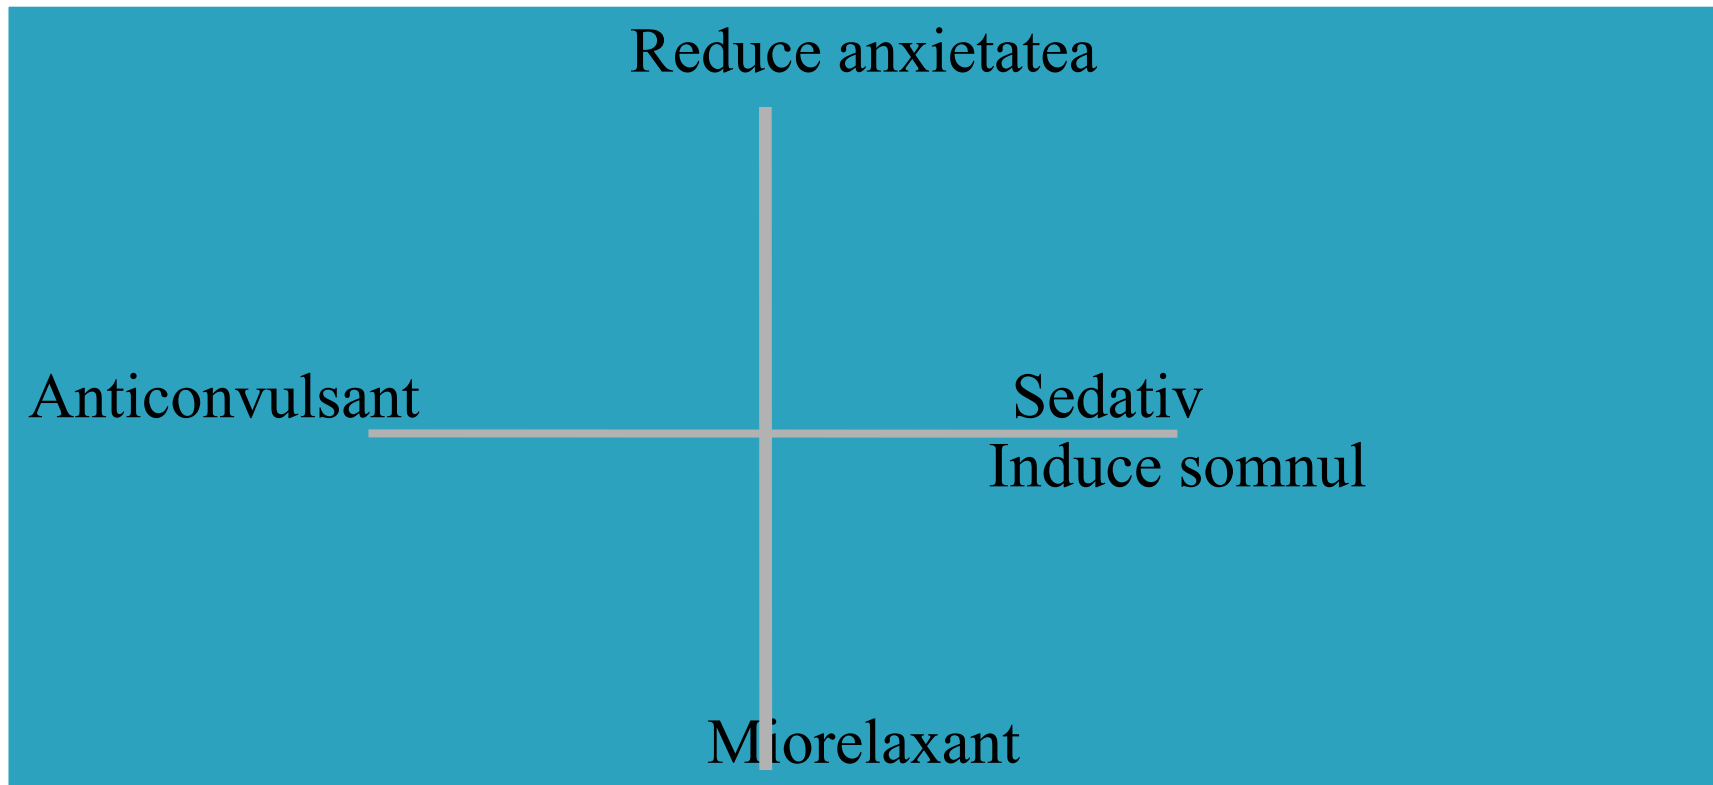 Reduce anxietatea
Anticonvulsant
Sedativ
Induce somnul
Miorelaxant